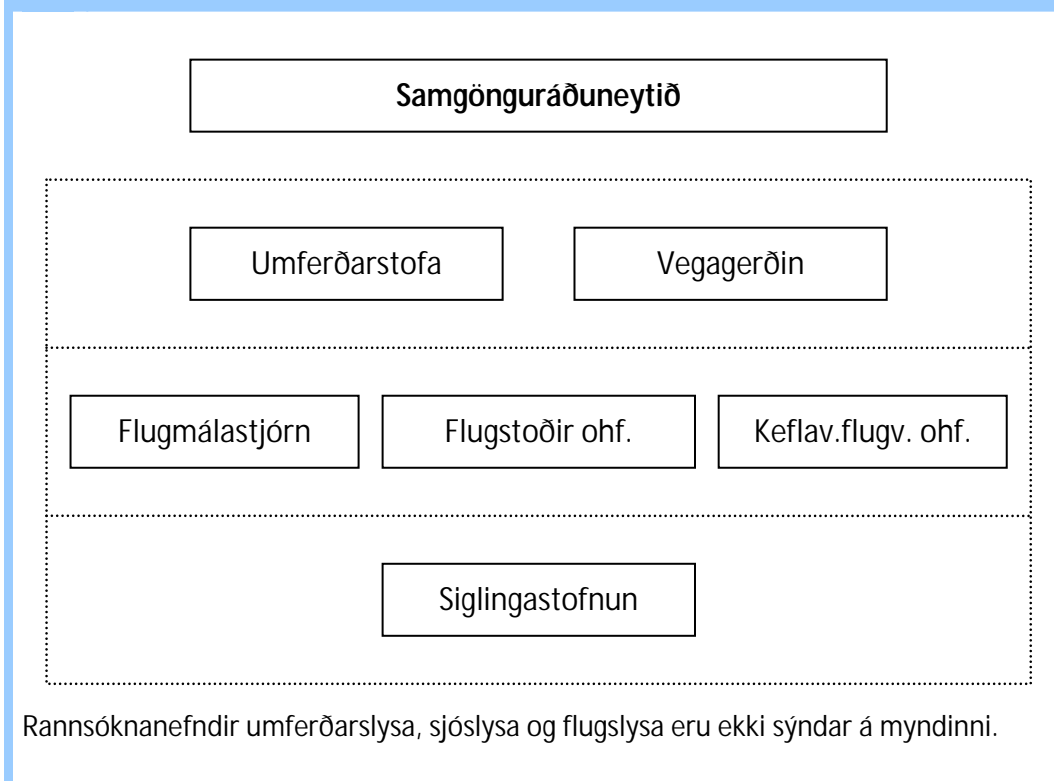 Samgönguráðuneytið
Umferðarstofa Vegagerðin
Flugmálastjórn Flugstoðir ohf. Keflav.flugv. ohf.
Siglingastofnun
Rannsóknanefndir umferðarslysa, sjóslysa og flugslysa eru ekki sýndar á myndinni.